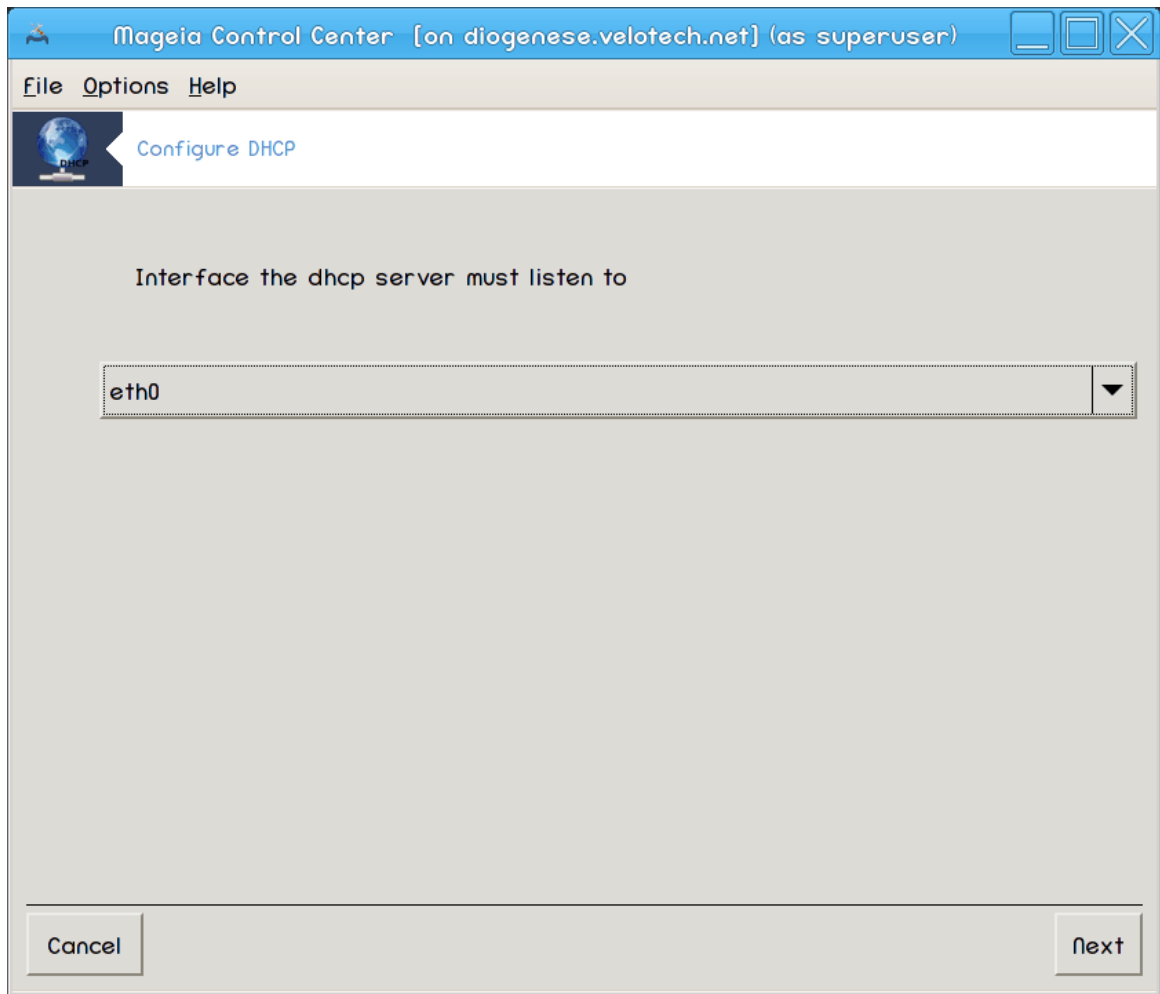 Mageia Control Center [on diogenese.velotech.net] (as superuser)
File Options Help
DHCP
Configure DHCP
Interface the dhcp server must listen to
eth0
Cancel Next